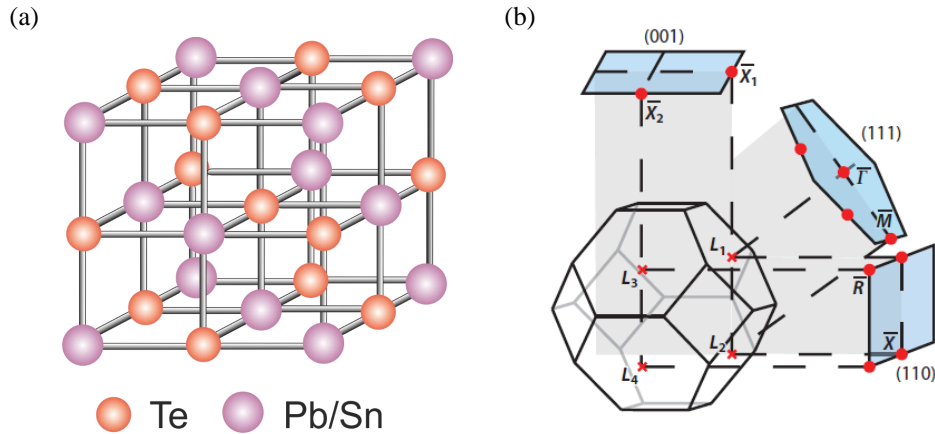 (a)
Te
Pb/Sn
(b)
(001)
X̅₁
X̅₂
(111)
Γ̅
M̅
L₁
L₃
R̅
L₂
X̅
L₄
(110)